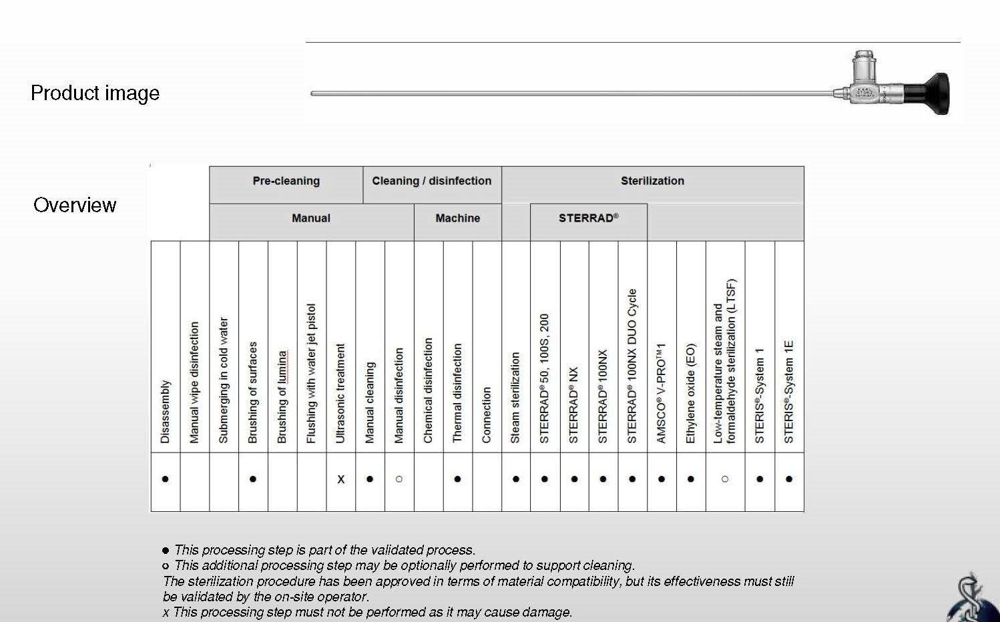 Product image
KARL
STORZ
Overview
Pre-cleaning
Cleaning / disinfection
Sterilization
Manual
Machine
STERRAD®
Disassembly
Manual wipe disinfection
Submerging in cold water
Brushing of surfaces
Brushing of lumina
Flushing with water jet pistol
Ultrasonic treatment
Manual cleaning
Manual disinfection
Chemical disinfection
Thermal disinfection
Connection
Steam sterilization
STERRAD® 50, 100S, 200
STERRAD® NX
STERRAD® 100NX
STERRAD® 100NX DUO Cycle
AMSCO® V-PRO™1
Ethylene oxide (EO)
Low-temperature steam and
formaldehyde sterilization (LTSF)
STERIS®-System 1
STERIS®-System 1E
● ● X ● ○ ● ● ● ● ● ● ● ● ○ ● ●
● This processing step is part of the validated process.
○ This additional processing step may be optionally performed to support cleaning.
The sterilization procedure has been approved in terms of material compatibility, but its effectiveness must still
be validated by the on-site operator.
x This processing step must not be performed as it may cause damage.